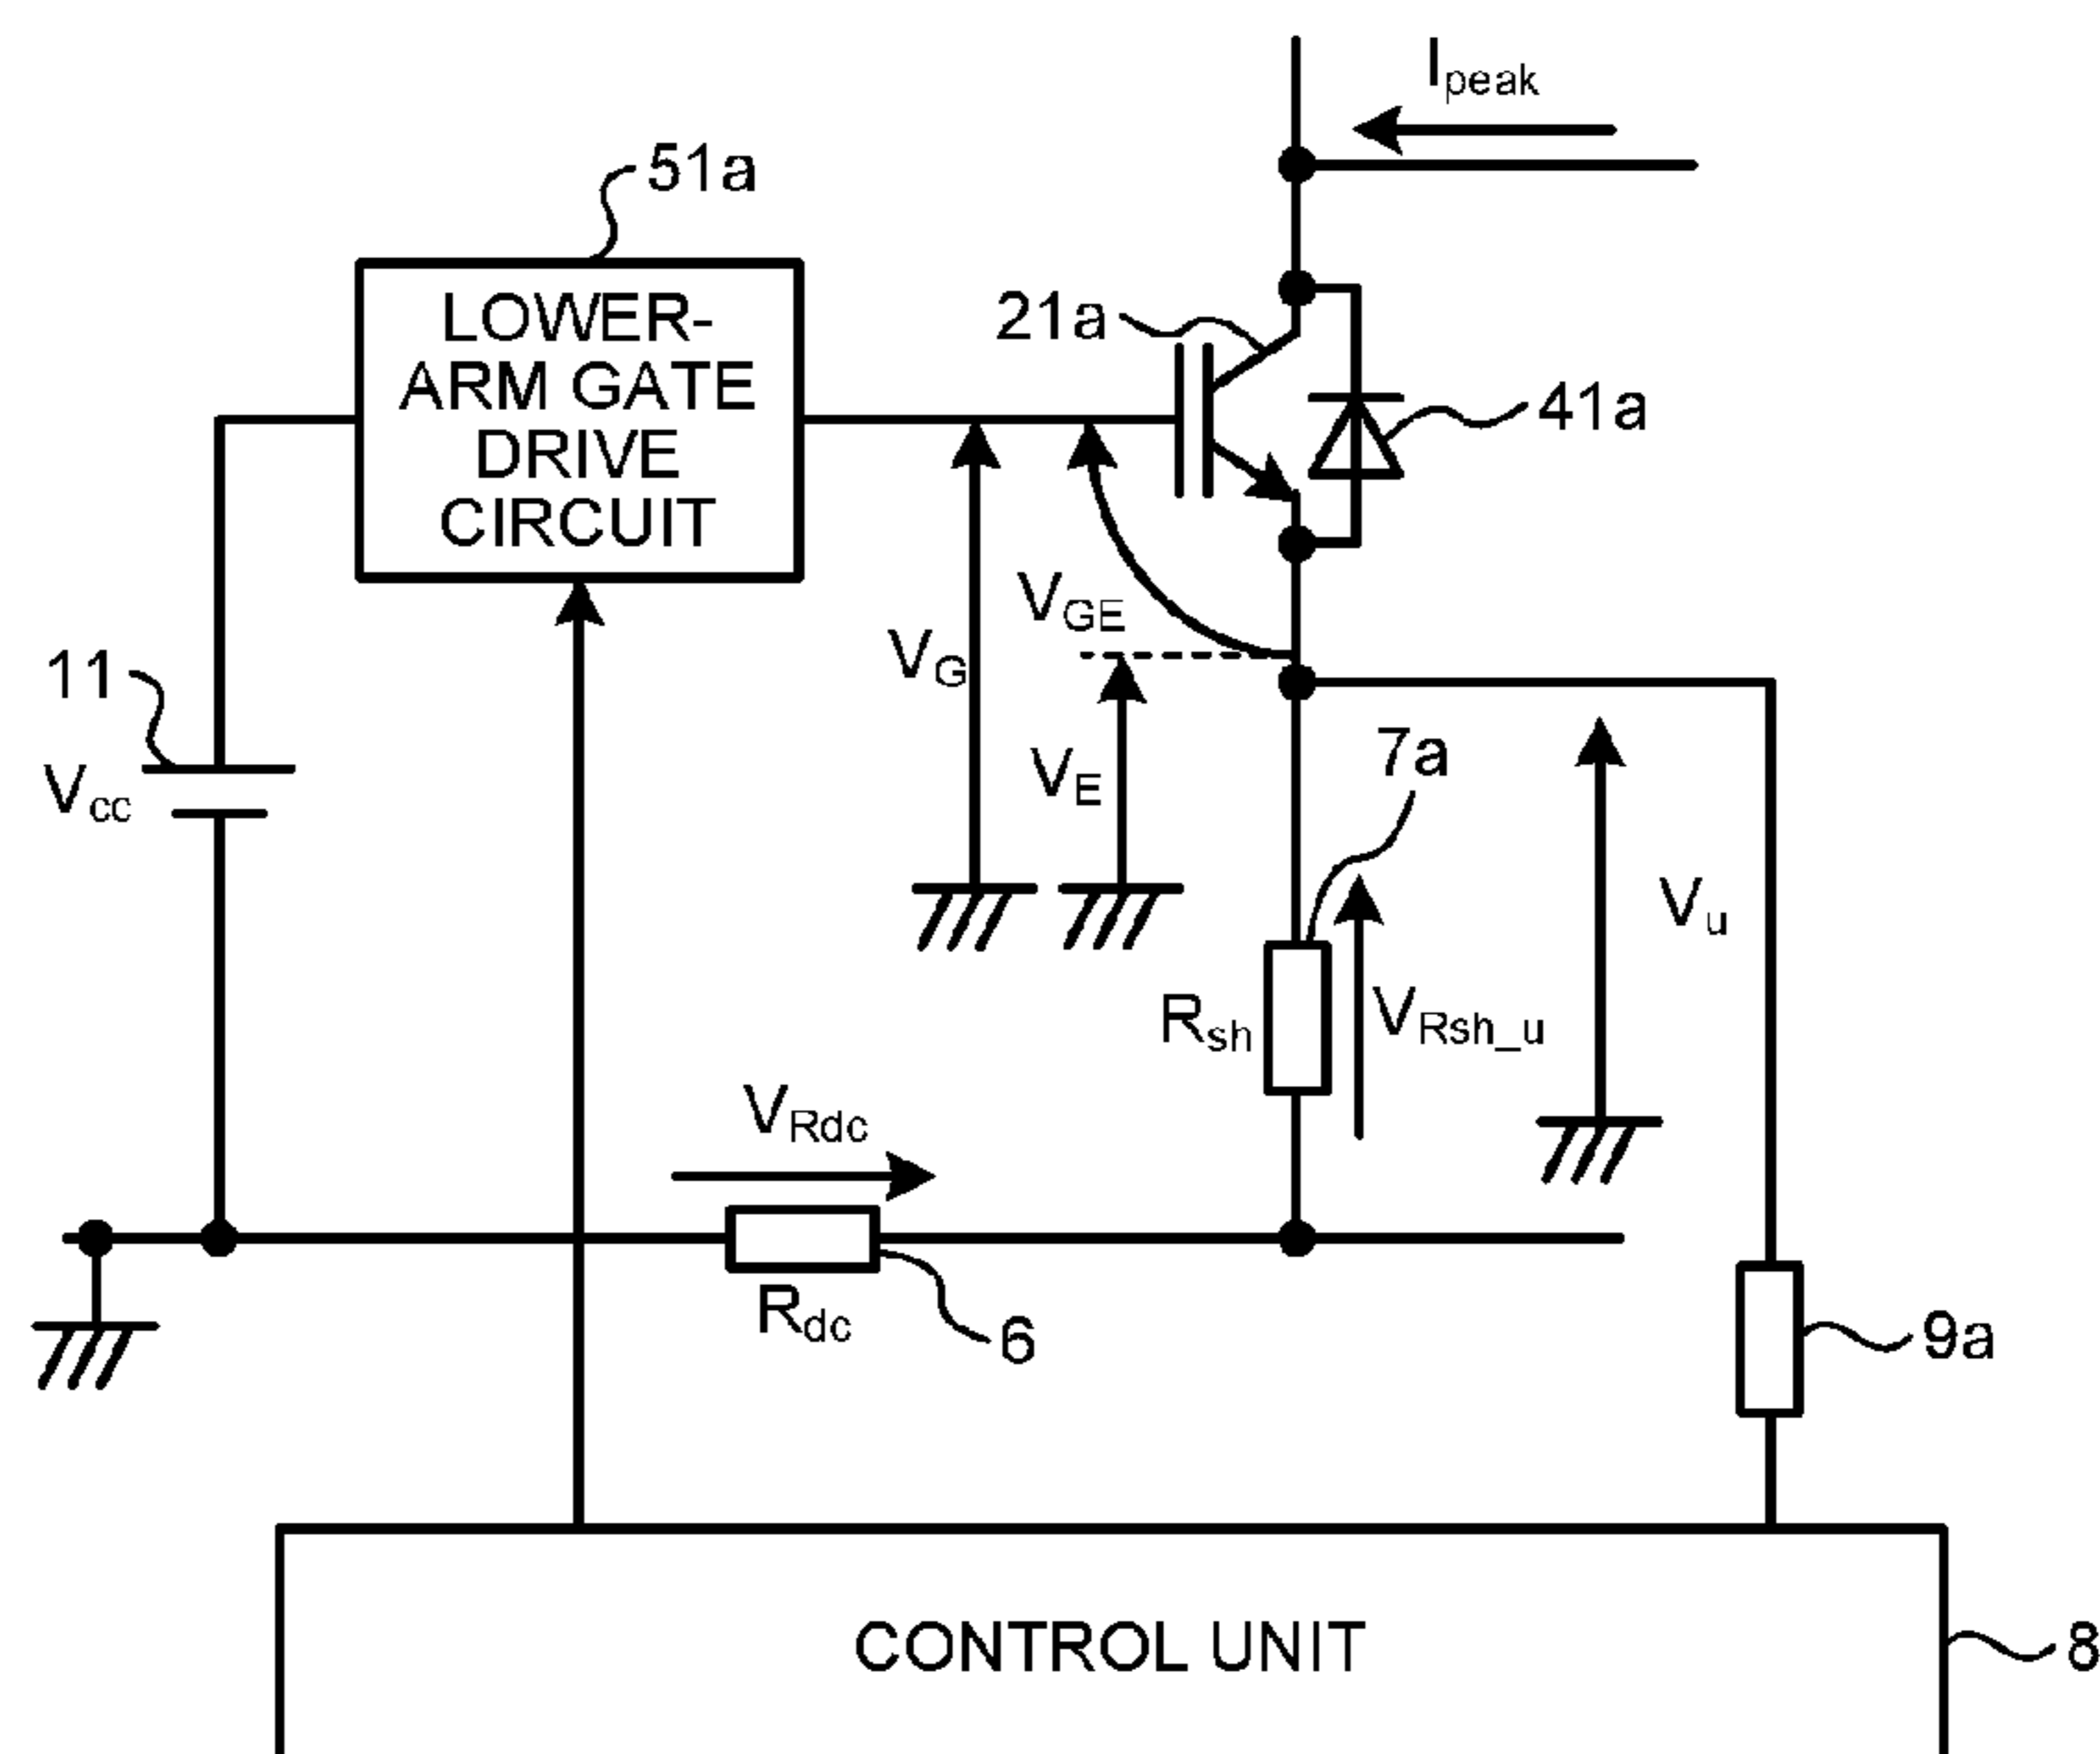 Ipeak
51a
LOWER-
ARM GATE
DRIVE
CIRCUIT
21a
41a
VGE
VG
11
Vcc
VE
7a
Vu
Rsh
VRsh_u
VRdc
Rdc
6
9a
CONTROL UNIT
8